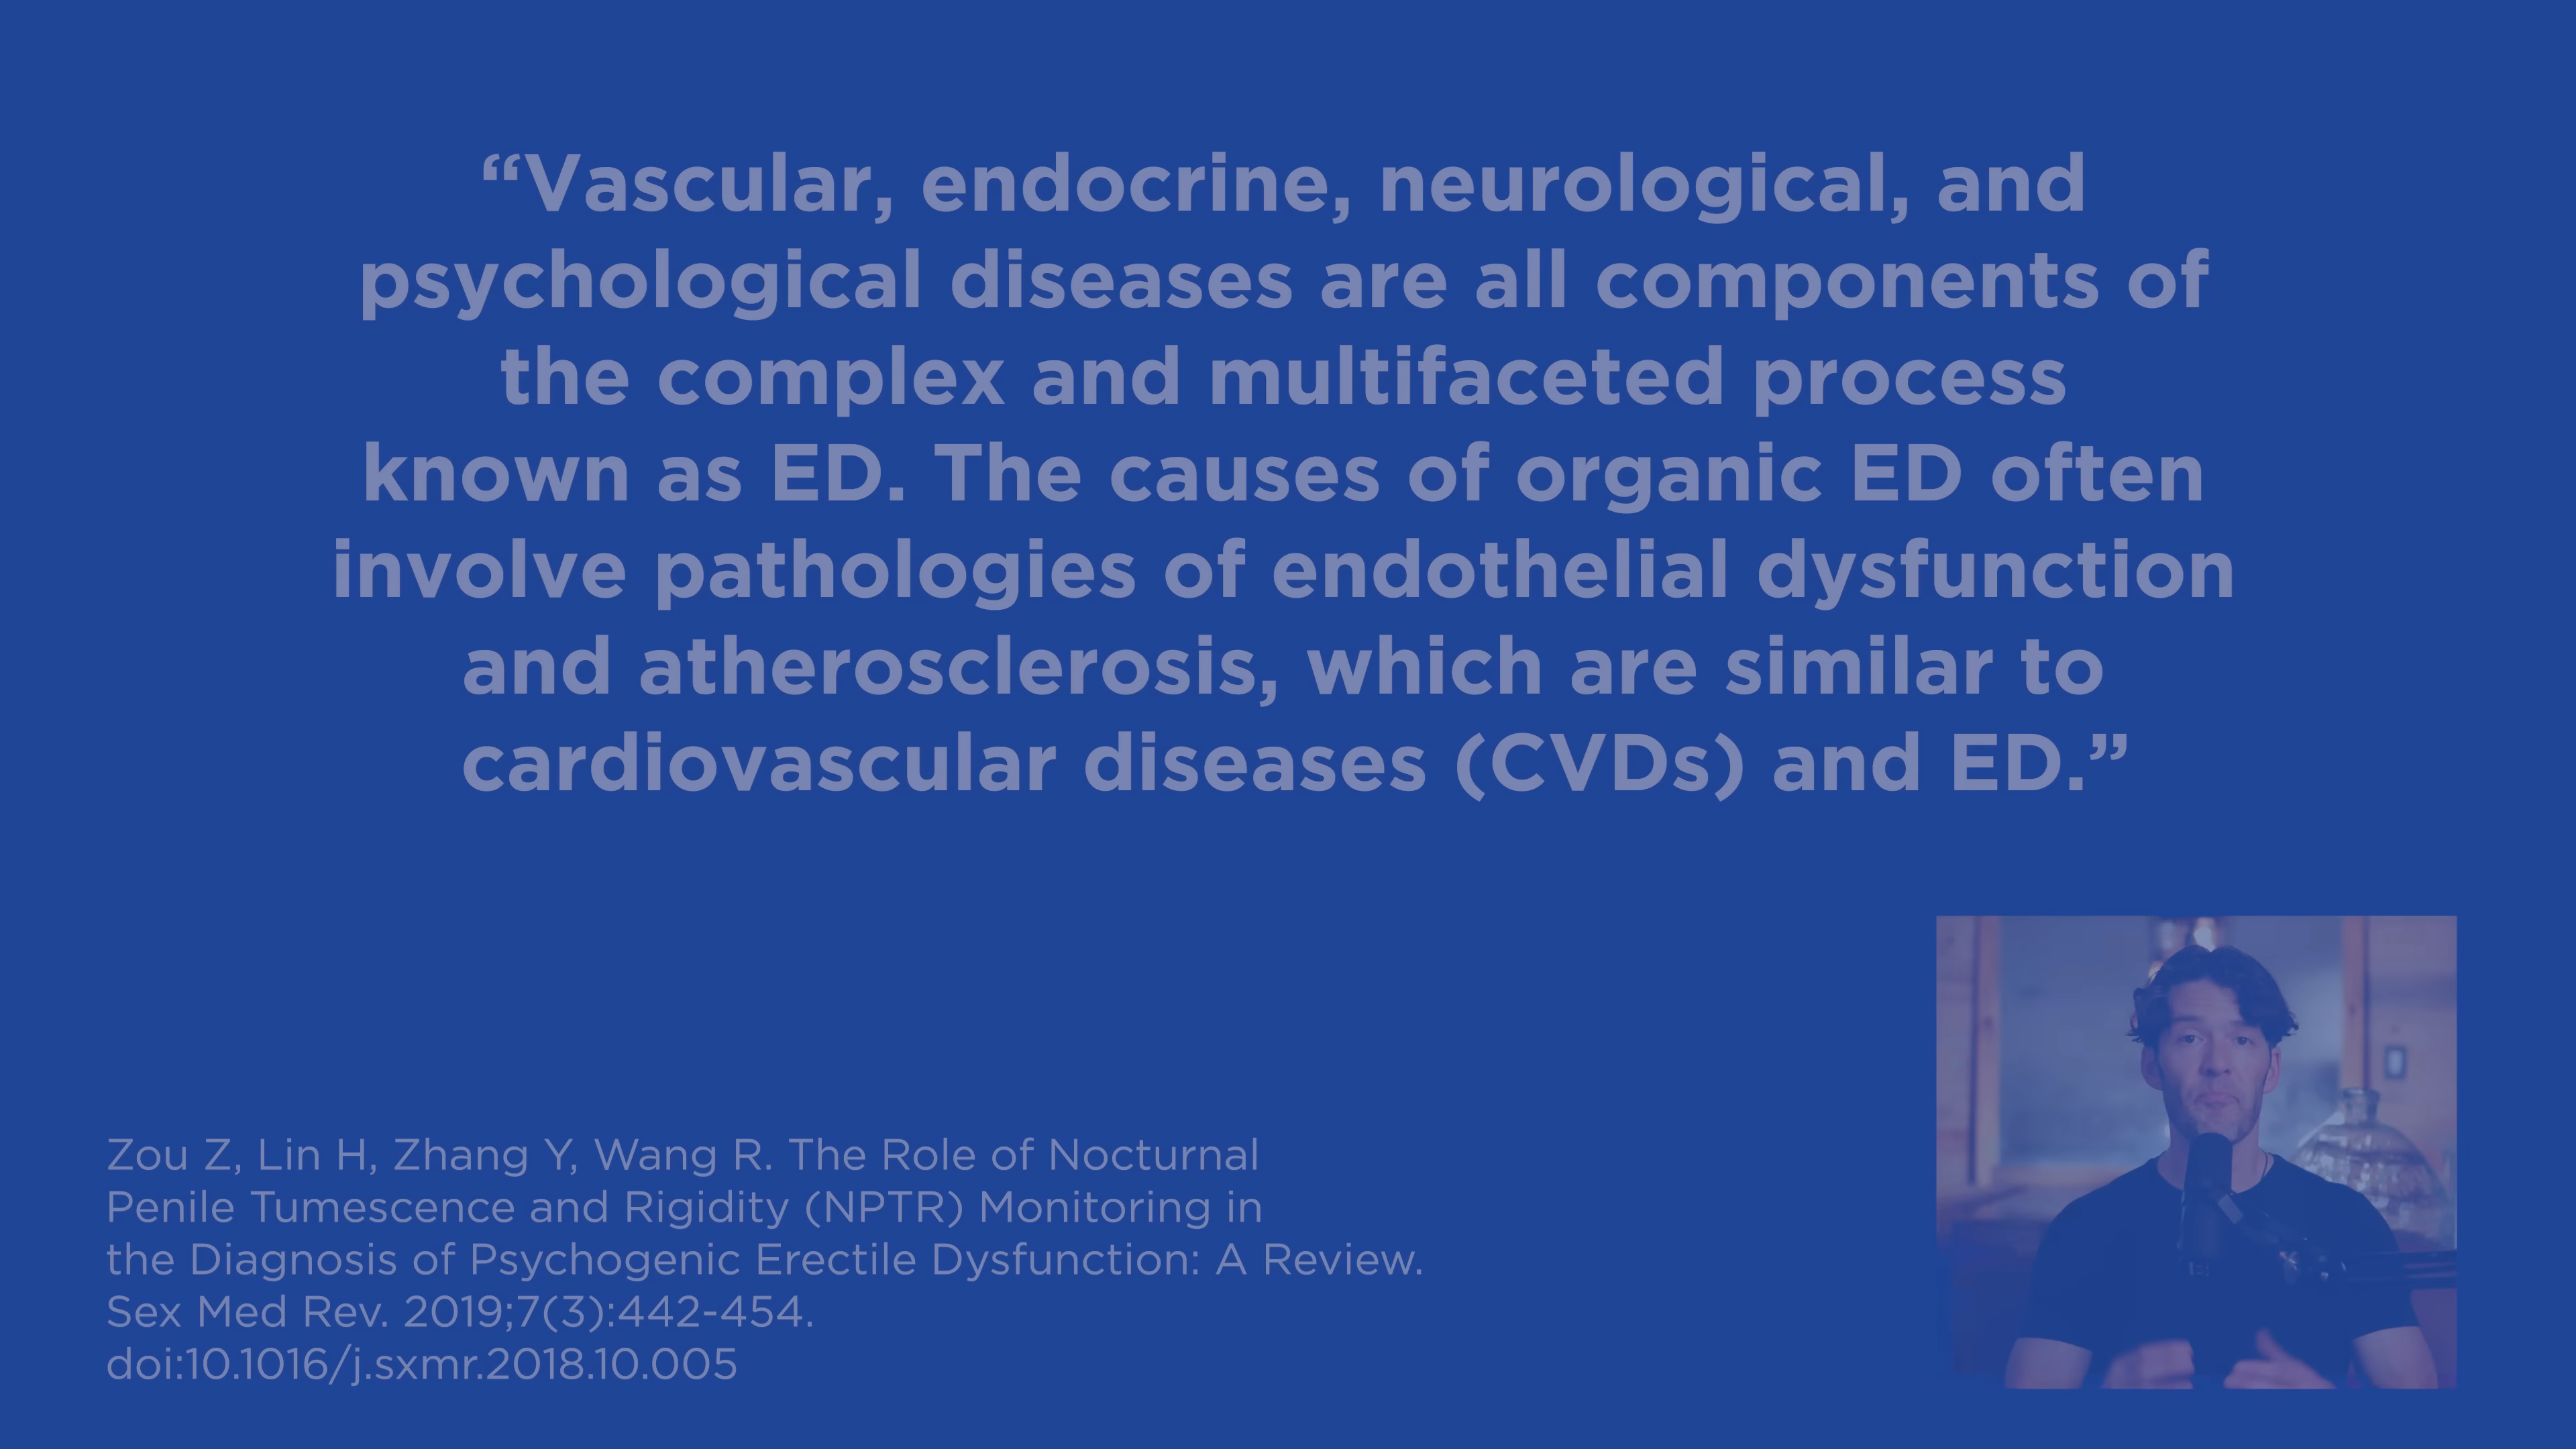 “Vascular, endocrine, neurological, and
psychological diseases are all components of
the complex and multifaceted process
known as ED. The causes of organic ED often
involve pathologies of endothelial dysfunction
and atherosclerosis, which are similar to
cardiovascular diseases (CVDs) and ED.”
Zou Z, Lin H, Zhang Y, Wang R. The Role of Nocturnal
Penile Tumescence and Rigidity (NPTR) Monitoring in
the Diagnosis of Psychogenic Erectile Dysfunction: A Review.
Sex Med Rev. 2019;7(3):442-454.
doi:10.1016/j.sxmr.2018.10.005